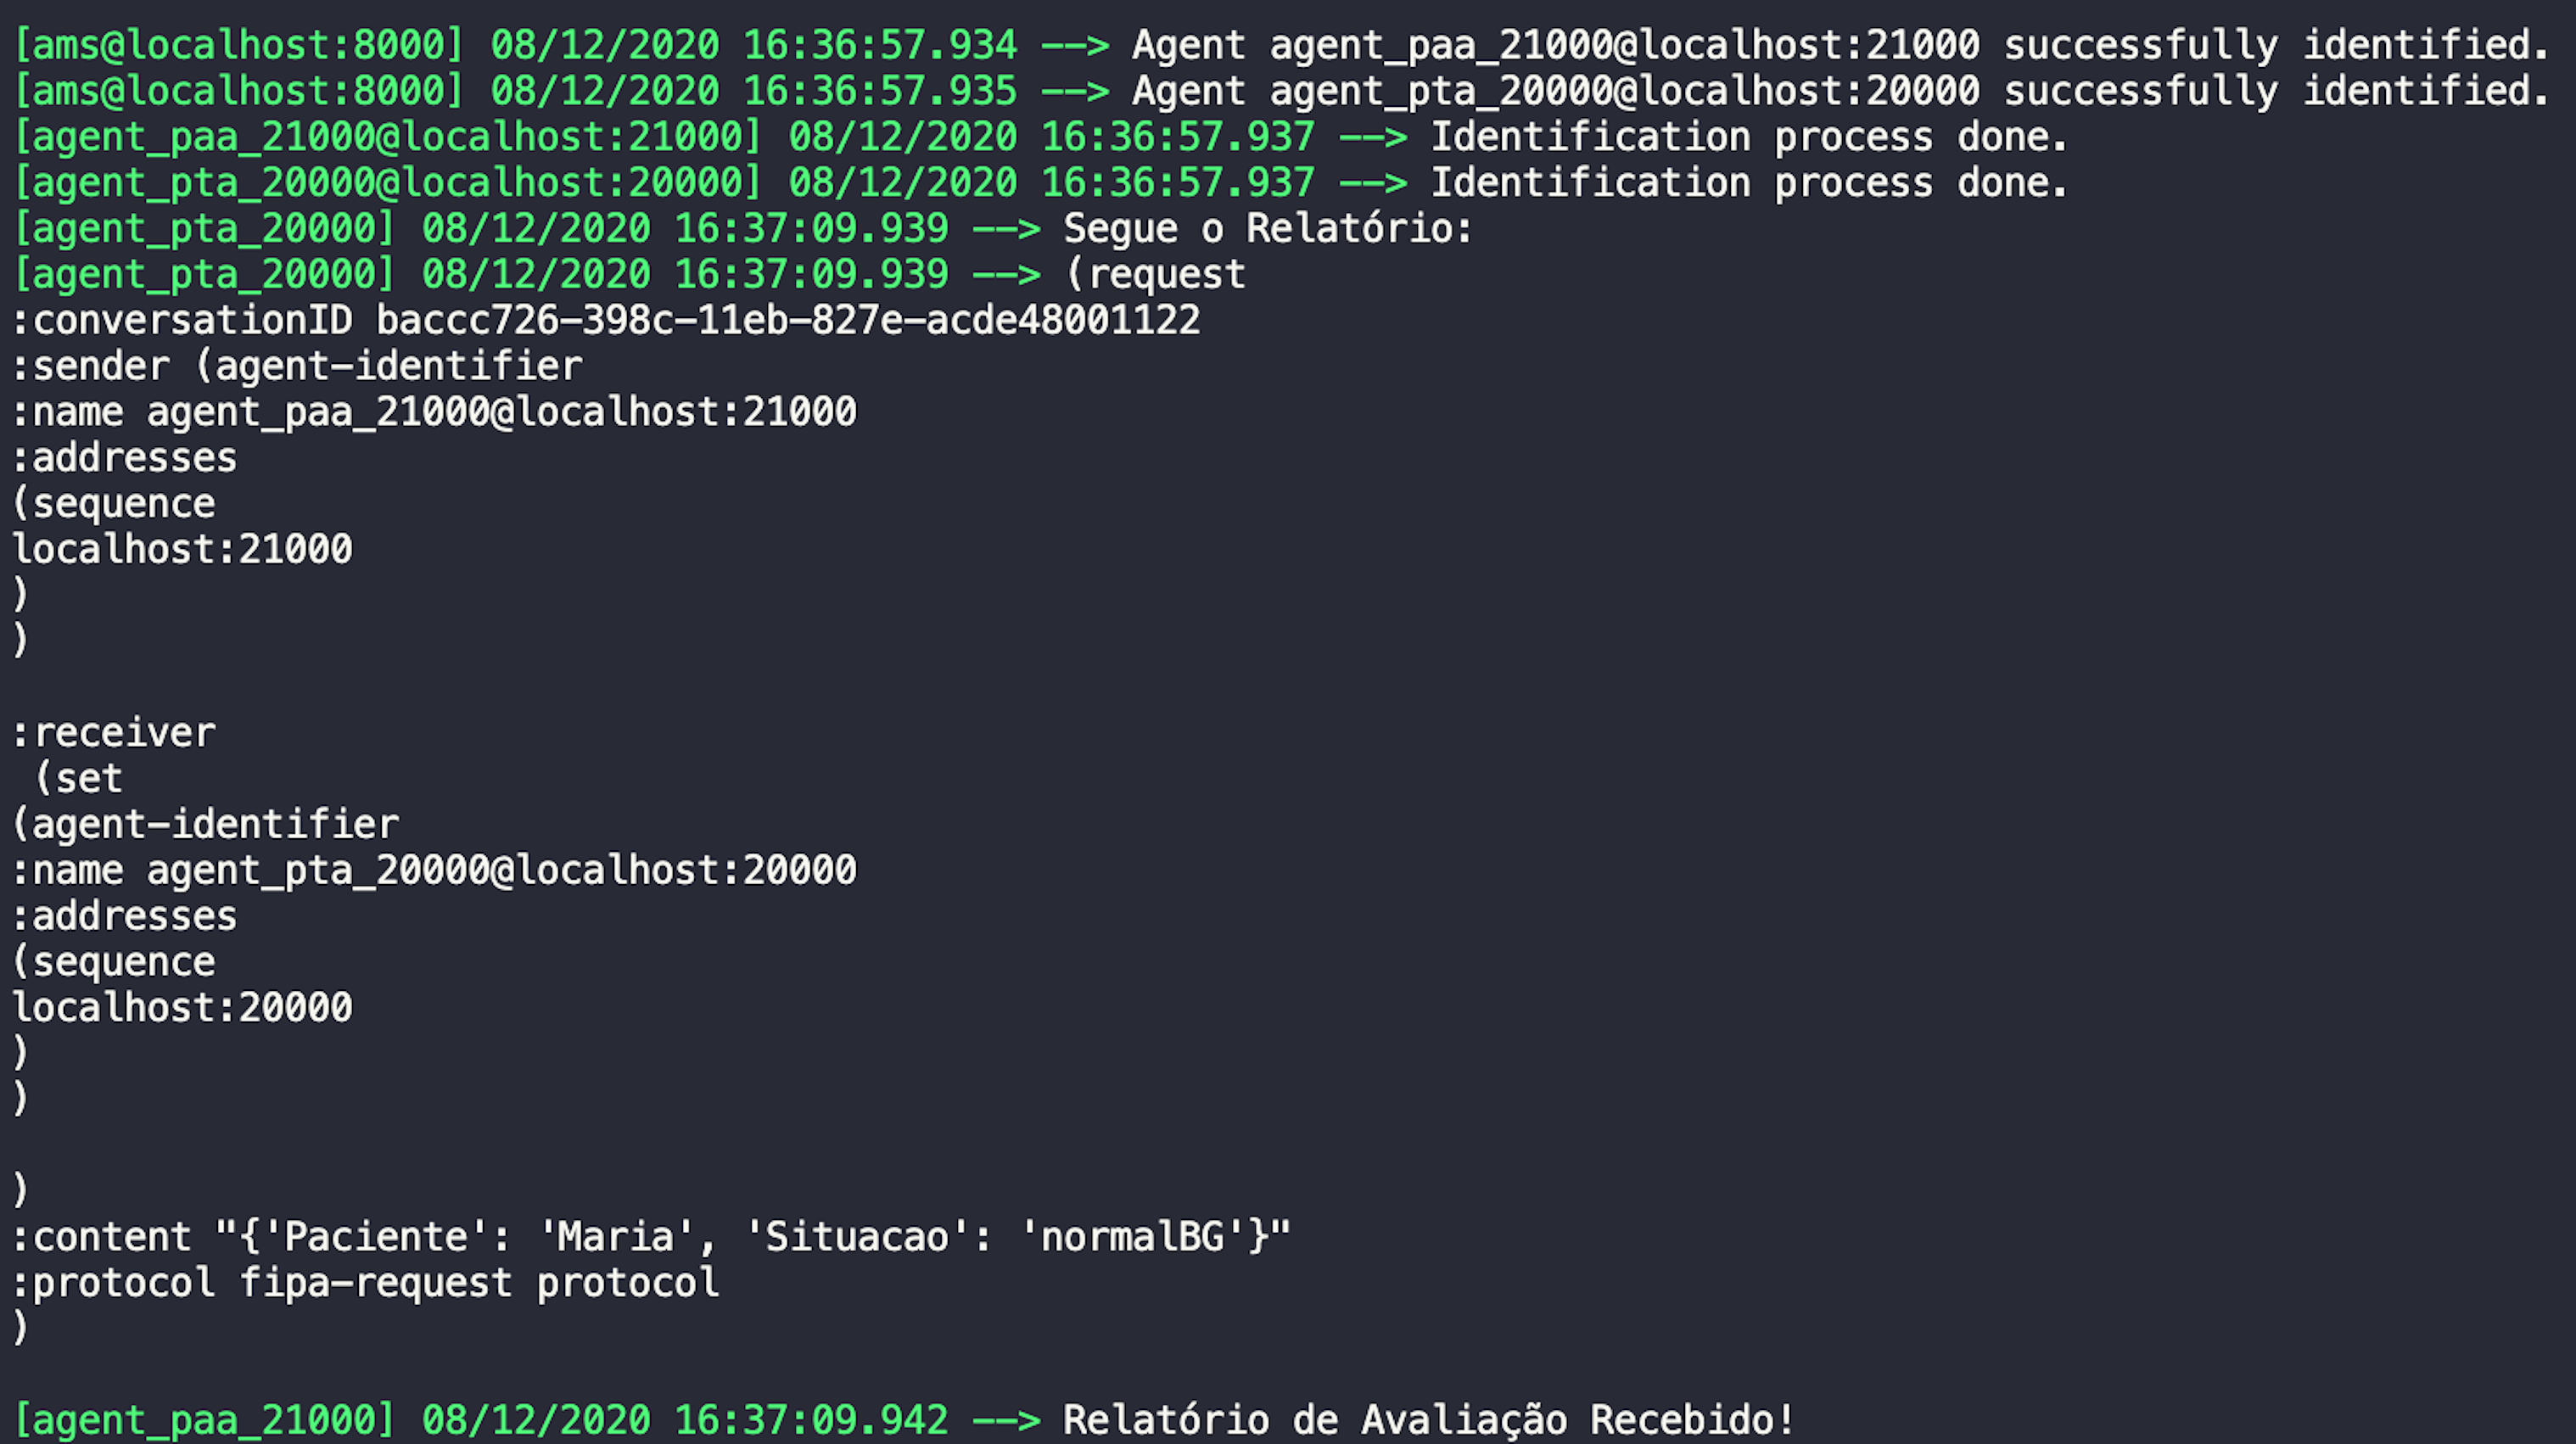 [ams@localhost:8000] 08/12/2020 16:36:57.934 --> Agent agent_paa_21000@localhost:21000 successfully identified.
[ams@localhost:8000] 08/12/2020 16:36:57.935 --> Agent agent_pta_20000@localhost:20000 successfully identified.
[agent_paa_21000@localhost:21000] 08/12/2020 16:36:57.937 --> Identification process done.
[agent_pta_20000@localhost:20000] 08/12/2020 16:36:57.937 --> Identification process done.
[agent_pta_20000] 08/12/2020 16:37:09.939 --> Segue o Relatório:
[agent_pta_20000] 08/12/2020 16:37:09.939 --> (request
:conversationID baccc726-398c-11eb-827e-acde48001122
:sender (agent-identifier
:name agent_paa_21000@localhost:21000
:addresses
(sequence
localhost:21000
)
)
:receiver
(set
(agent-identifier
:name agent_pta_20000@localhost:20000
:addresses
(sequence
localhost:20000
)
)
)
:content "{'Paciente': 'Maria', 'Situacao': 'normalBG'}"
:protocol fipa-request protocol
)
[agent_paa_21000] 08/12/2020 16:37:09.942 --> Relatório de Avaliação Recebido!